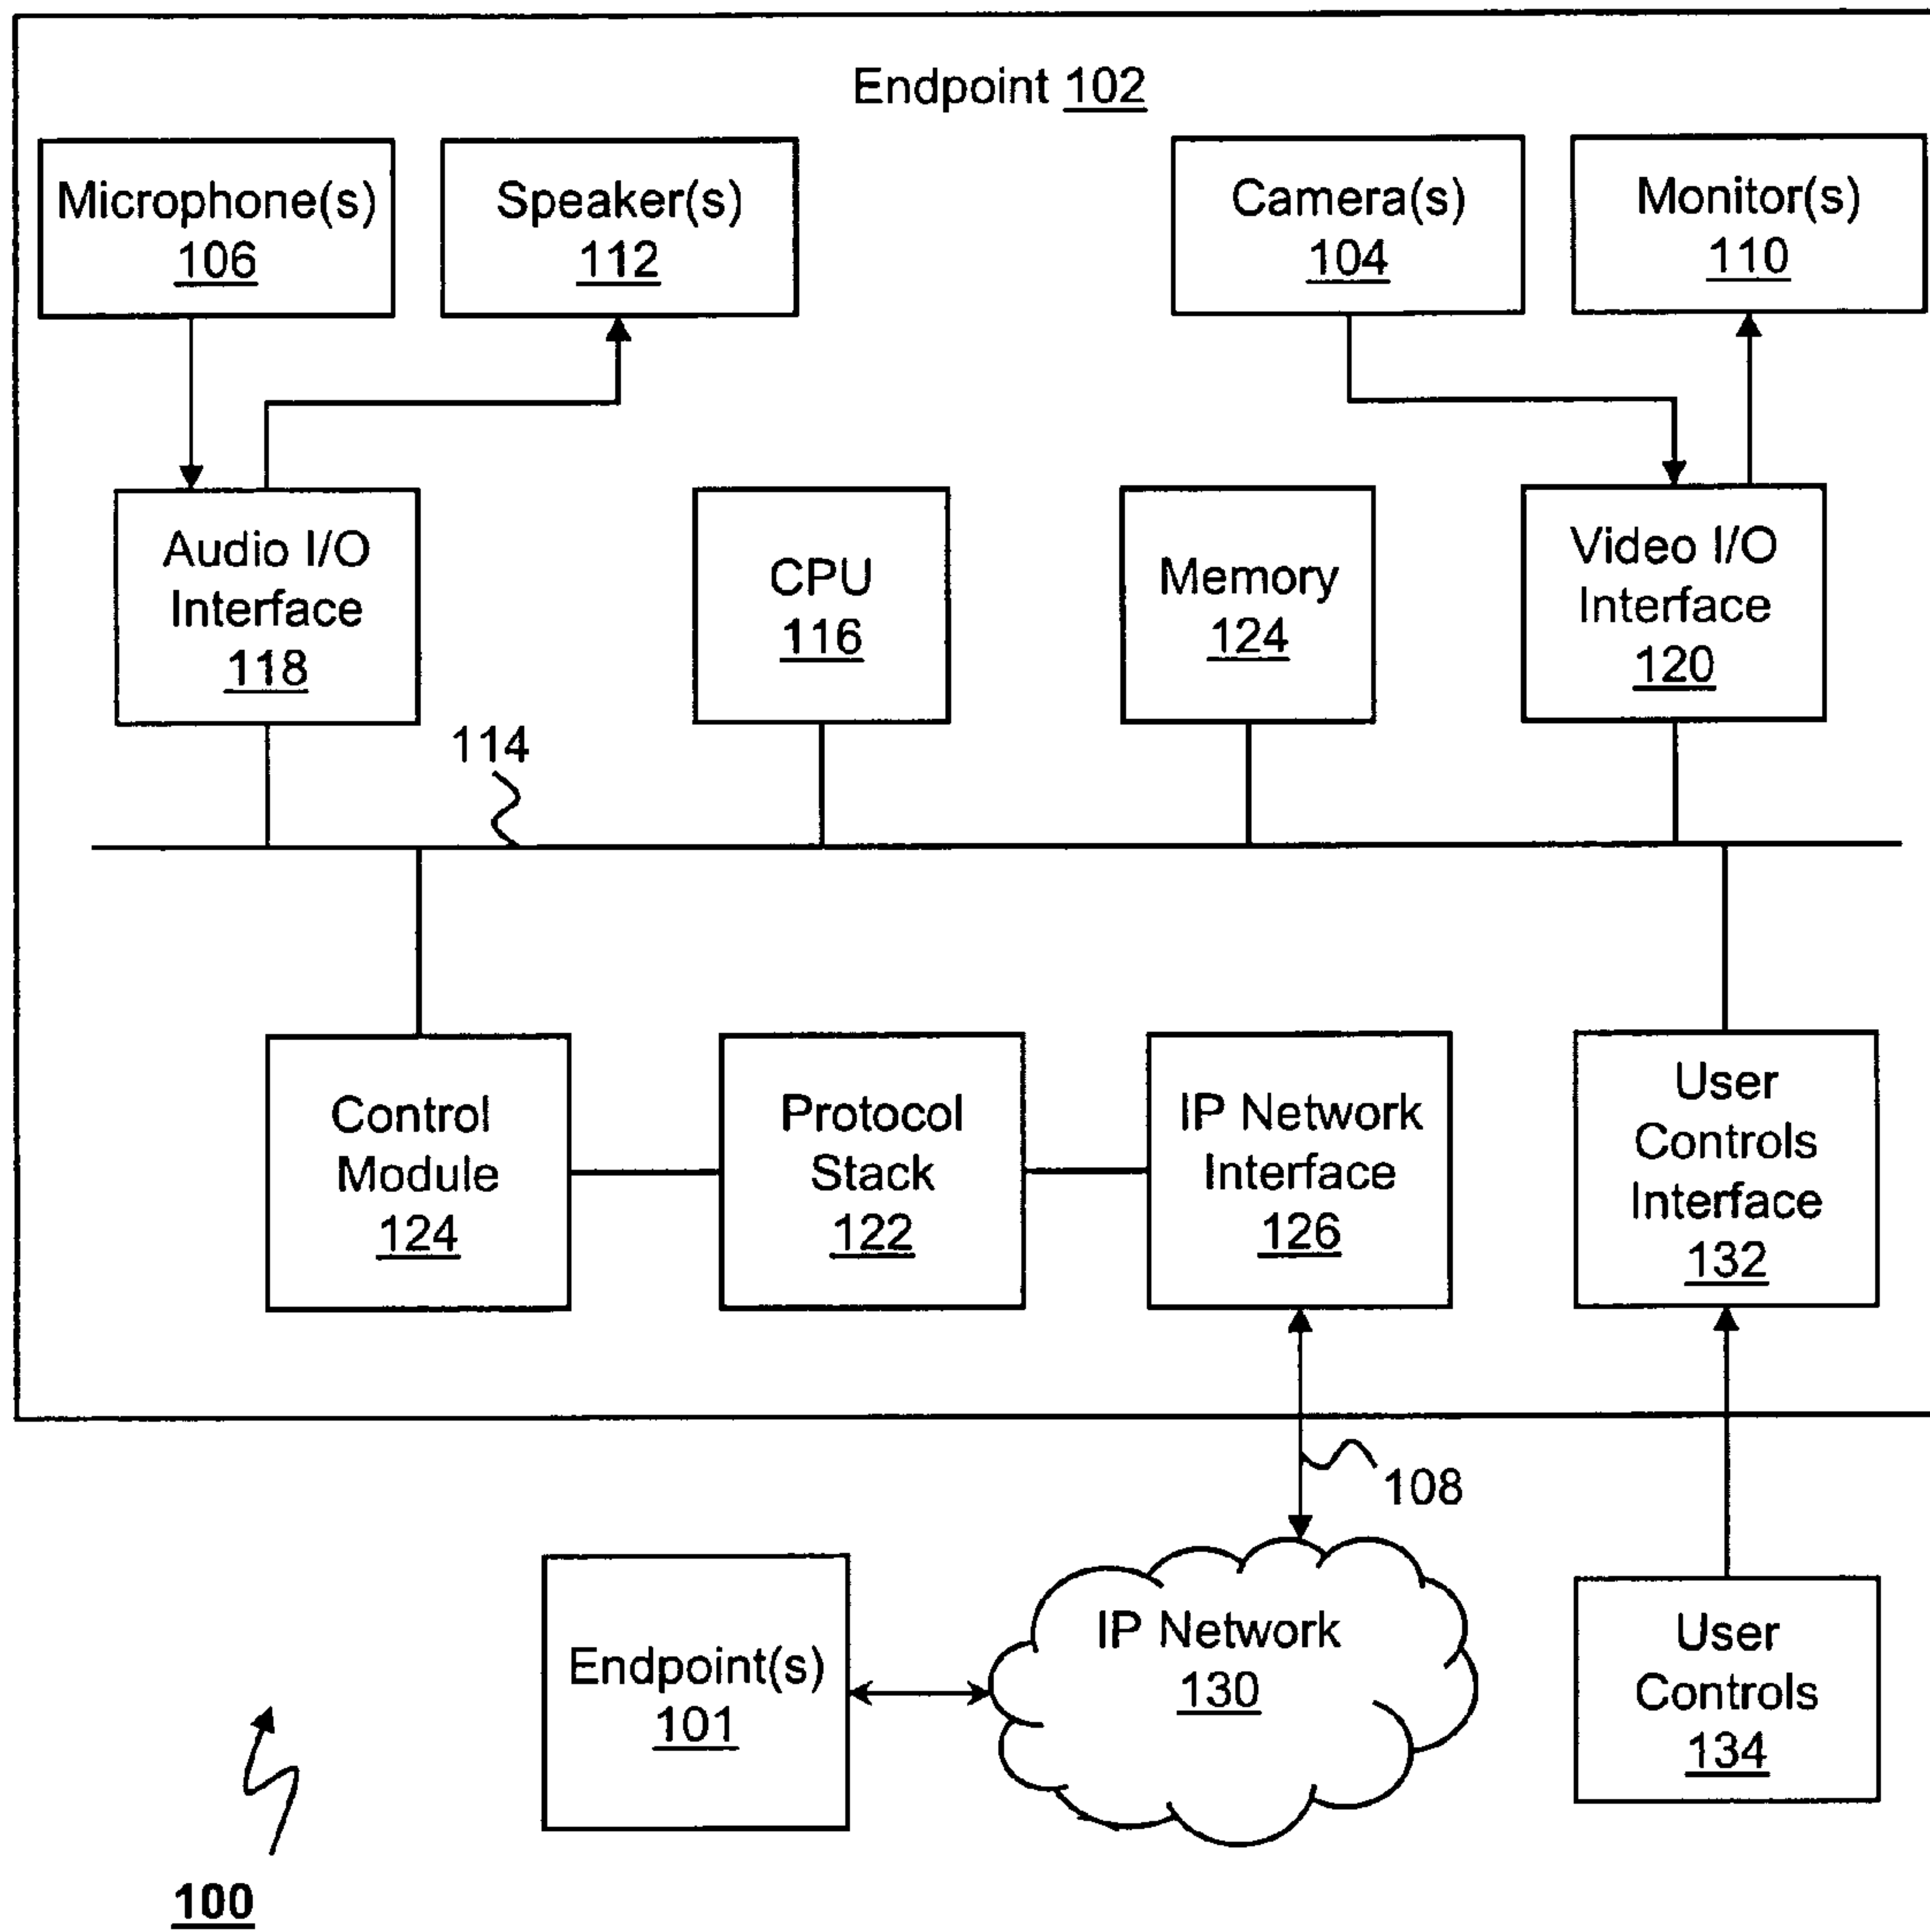 Endpoint 102
Microphone(s)
106
Speaker(s)
112
Camera(s)
104
Monitor(s)
110
Audio I/O
Interface
118
CPU
116
Memory
124
Video I/O
Interface
120
114
Control
Module
124
Protocol
Stack
122
IP Network
Interface
126
User
Controls
Interface
132
108
Endpoint(s)
101
IP Network
130
User
Controls
134
100